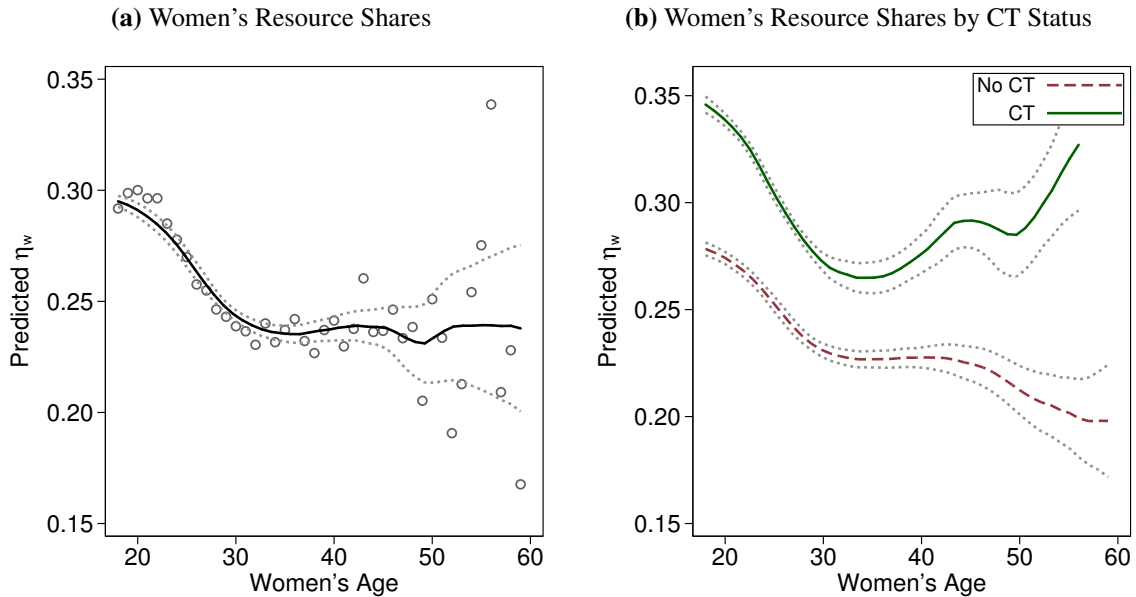 (a) Women’s Resource Shares
0.35
0.30
0.25
0.20
0.15
Predicted ηw
20 30 40 50 60
Women’s Age
(b) Women’s Resource Shares by CT Status
No CT
CT
0.35
0.30
0.25
0.20
0.15
Predicted ηw
20 30 40 50 60
Women’s Age